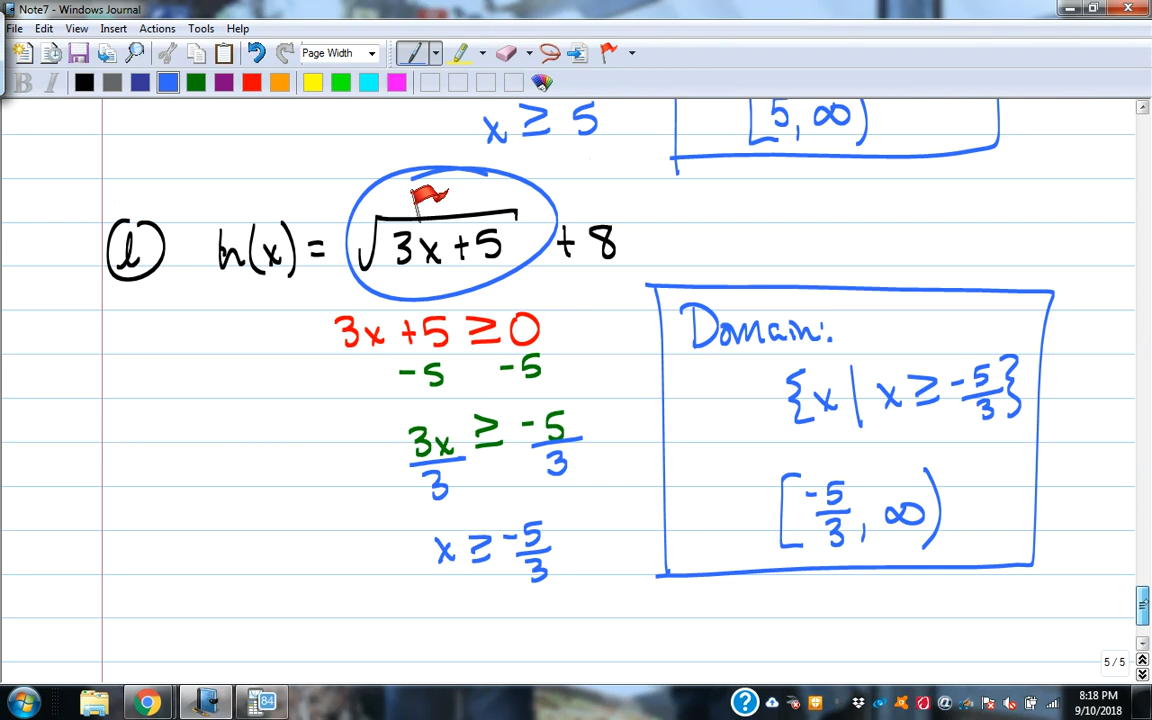 Note7 - Windows Journal
File Edit View Insert Actions Tools Help
Page Width
B I
x ≥ 5 [5, ∞)
l h(x) = √3x+5 + 8
3x+5 ≥ 0
-5 -5
3x/3 ≥ -5/3
x ≥ -5/3
Domain:
{x | x ≥ -5/3}
[-5/3, ∞)
5 / 5
84
8:18 PM
9/10/2018